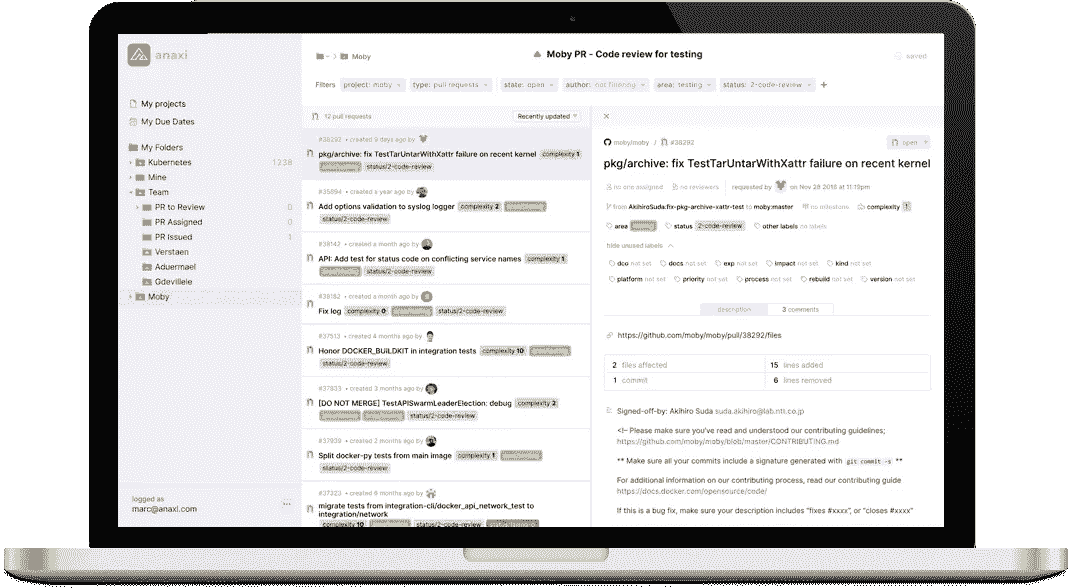 anaxi
My projects
My Due Dates
My Folders
Kubernetes 1238
Mine
Team
PR to Review 0
PR Assigned 0
PR Issued 1
Verstaen
Aduermael
Gdevillele
Moby
logged as
marc@anaxi.com
Moby
Moby PR - Code review for testing
saved
Filters project: moby type: pull requests state: open author: not filtering area: testing status: 2-code-review +
12 pull requests Recently updated
#38292 • created 9 days ago by
pkg/archive: fix TestTarUntarWithXattr failure on recent kernel complexity 1
status/2-code-review
#35894 • created a year ago by
Add options validation to syslog logger complexity 2
status/2-code-review
#38142 • created a month ago by
API: Add test for status code on conflicting service names complexity 1
status/2-code-review
#38182 • created a month ago by
Fix log complexity 0 status/2-code-review
#37513 • created 4 months ago by
Honor DOCKER_BUILDKIT in integration tests complexity 10
status/2-code-review
#37833 • created 3 months ago by
[DO NOT MERGE] TestAPISwarmLeaderElection: debug complexity 2
status/2-code-review
#37939 • created 2 months ago by
Split docker-py tests from main image complexity 1
status/2-code-review
#37323 • created 6 months ago by
migrate tests from integration-cli/docker_api_network_test to
integration/network
complexity 10 status/2-code-review
moby/moby / #38292 open
pkg/archive: fix TestTarUntarWithXattr failure on recent kernel
no one assigned no reviewers requested by on Nov 28 2018 at 11:19pm
from AkihiroSuda:fix-pkg-archive-xattr-test to moby:master no milestone complexity 1
area status 2-code-review other labels no labels
hide unused labels
dco not set docs not set exp not set impact not set kind not set
platform not set priority not set process not set rebuild not set version not set
description 3 comments
https://github.com/moby/moby/pull/38292/files
2 files affected 15 lines added
1 commit 6 lines removed
Signed-off-by: Akihiro Suda suda.akihiro@lab.ntt.co.jp
<!– Please make sure you've read and understood our contributing guidelines;
https://github.com/moby/moby/blob/master/CONTRIBUTING.md
** Make sure all your commits include a signature generated with git commit -s **
For additional information on our contributing process, read our contributing guide
https://docs.docker.com/opensource/code/
If this is a bug fix, make sure your description includes "fixes #xxxx", or "closes #xxxx"